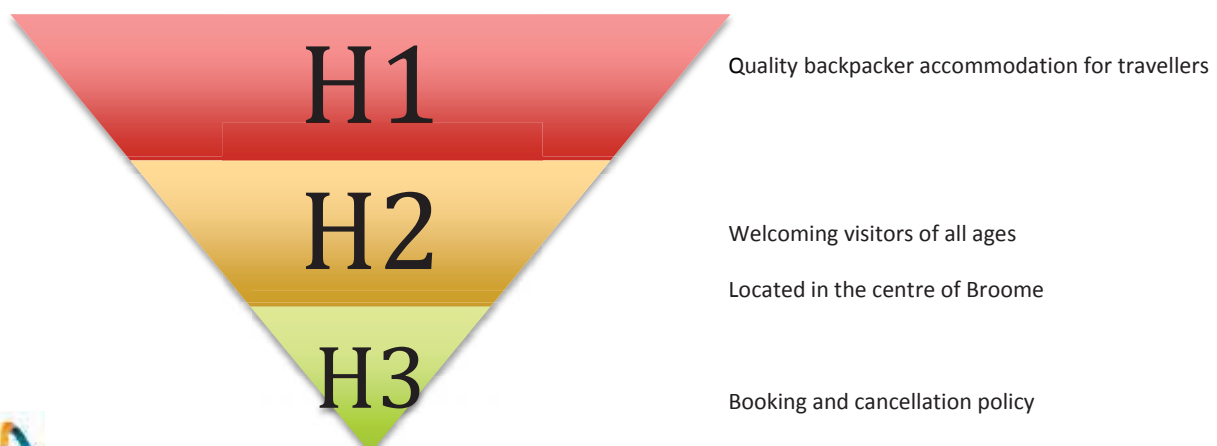 H1
Quality backpacker accommodation for travellers
H2
Welcoming visitors of all ages
Located in the centre of Broome
H3
Booking and cancellation policy